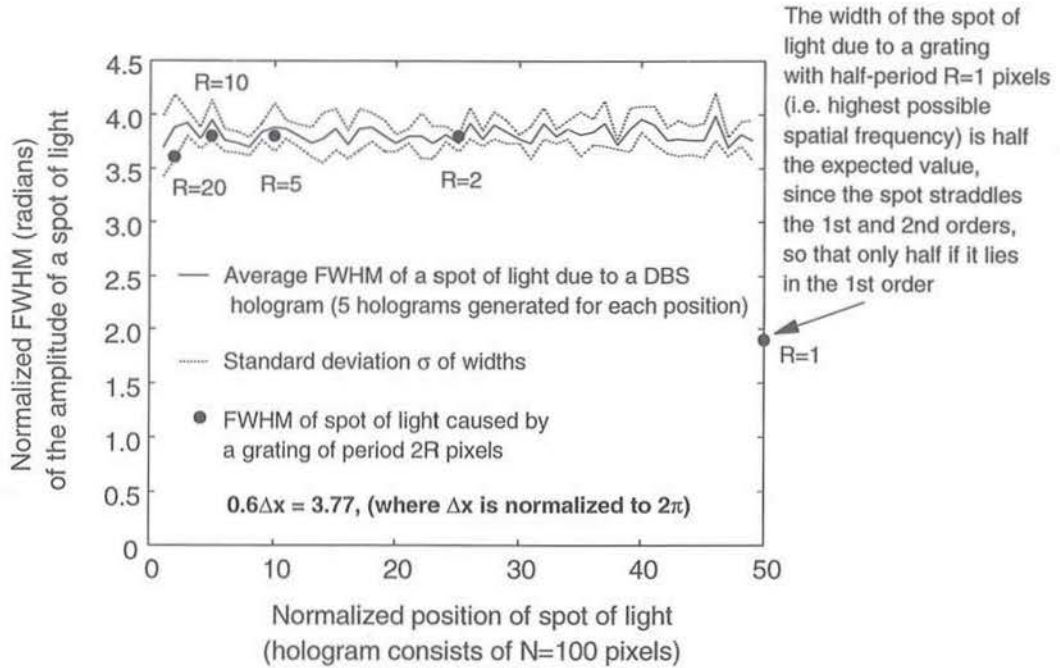 The width of the spot of
light due to a grating
with half-period R=1 pixels
(i.e. highest possible
spatial frequency) is half
the expected value,
since the spot straddles
the 1st and 2nd orders,
so that only half if it lies
in the 1st order
Normalized FWHM (radians)
of the amplitude of a spot of light
4.5
4.0
3.5
3.0
2.5
2.0
1.5
1.0
0.5
0
R=10
R=20
R=5
R=2
R=1
Average FWHM of a spot of light due to a DBS
hologram (5 holograms generated for each position)
Standard deviation σ of widths
FWHM of spot of light caused by
a grating of period 2R pixels
0.6Δx = 3.77, (where Δx is normalized to 2π)
0 10 20 30 40 50
Normalized position of spot of light
(hologram consists of N=100 pixels)